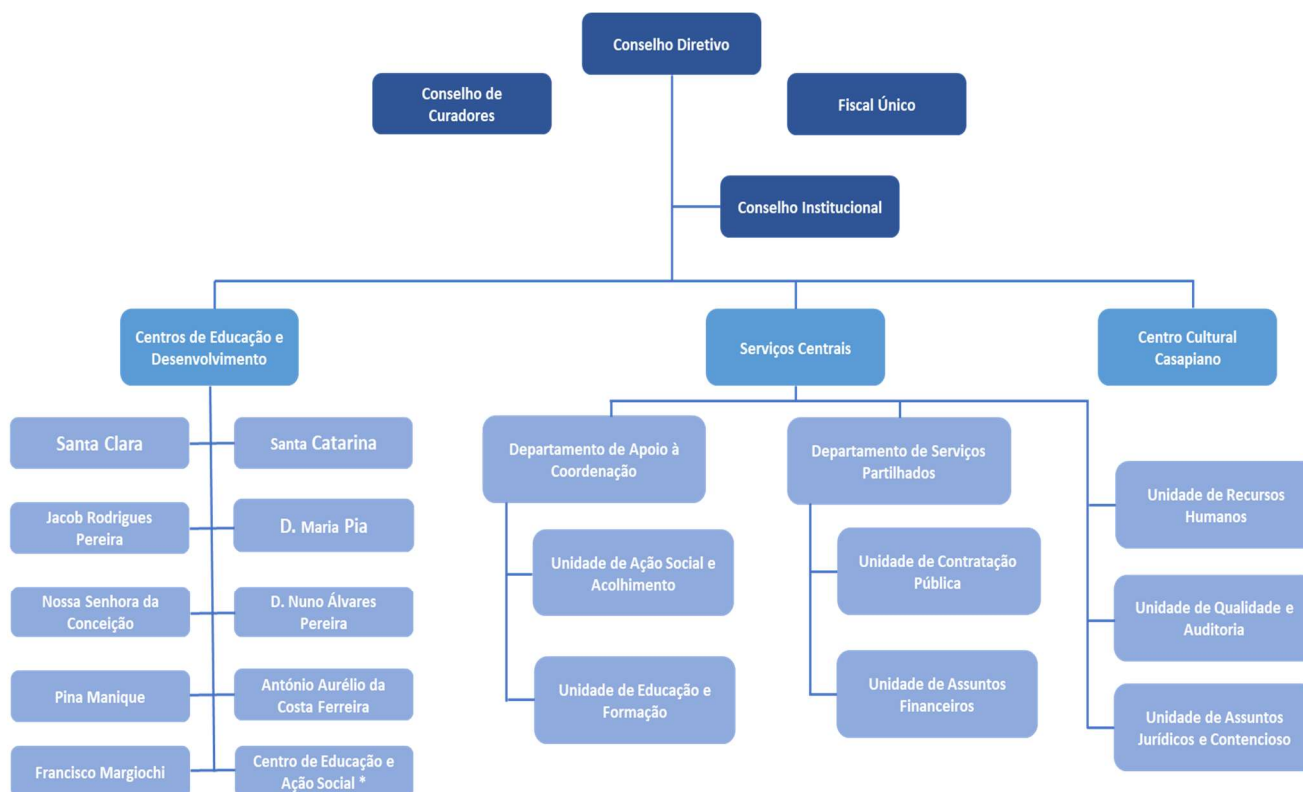 Conselho Diretivo
Conselho de
Curadores
Fiscal Único
Conselho Institucional
Centros de Educação e
Desenvolvimento
Serviços Centrais
Centro Cultural
Casapiano
Santa Clara
Santa Catarina
Jacob Rodrigues
Pereira
D. Maria Pia
Nossa Senhora da
Conceição
D. Nuno Álvares
Pereira
Pina Manique
António Aurélio da
Costa Ferreira
Francisco Margiochi
Centro de Educação e
Ação Social *
Departamento de Apoio à
Coordenação
Unidade de Ação Social e
Acolhimento
Unidade de Educação e
Formação
Departamento de Serviços
Partilhados
Unidade de Contratação
Pública
Unidade de Assuntos
Financeiros
Unidade de Recursos
Humanos
Unidade de Qualidade e
Auditoria
Unidade de Assuntos
Jurídicos e Contencioso